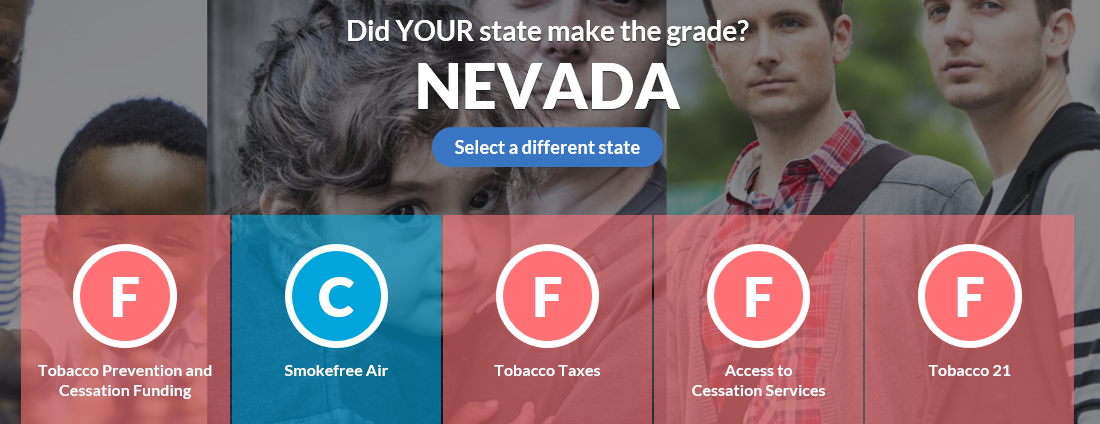 Did YOUR state make the grade?
NEVADA
Select a different state
F
Tobacco Prevention and
Cessation Funding
C
Smokefree Air
F
Tobacco Taxes
F
Access to
Cessation Services
F
Tobacco 21